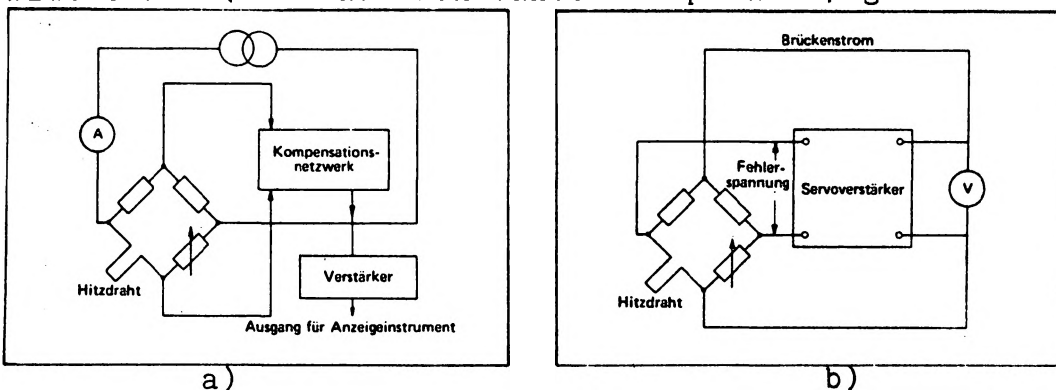 A
Kompensations-
netzwerk
Verstärker
Hitzdraht
Ausgang für Anzeigeinstrument
a)
Brückenstrom
Fehler-
spannung
Servoverstärker
V
Hitzdraht
b)